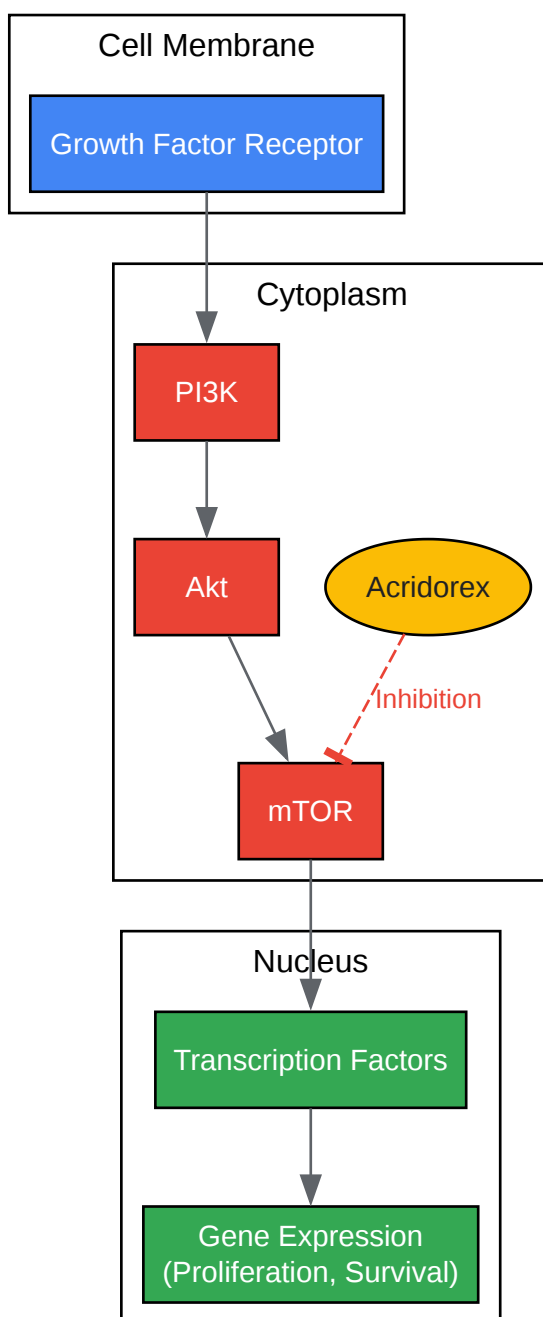 Cell Membrane
Growth Factor Receptor
Cytoplasm
PI3K
Akt
Acridorex
Inhibition
mTOR
Nucleus
Transcription Factors
Gene Expression
(Proliferation, Survival)